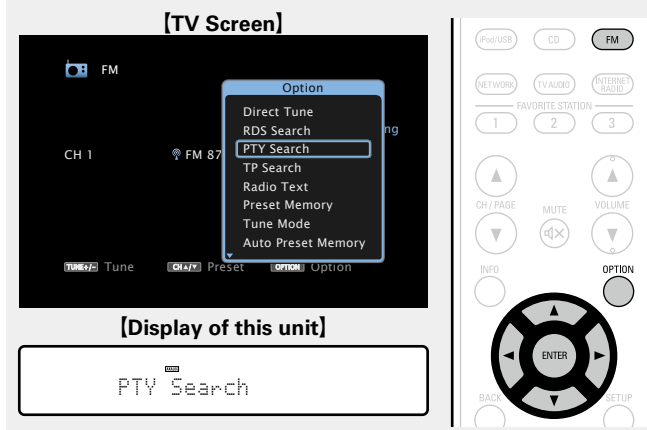 【TV Screen】
FM
Option
Direct Tune
RDS Search
ng
PTY Search
CH 1
FM 87
TP Search
Radio Text
Preset Memory
Tune Mode
Auto Preset Memory
TUNE+/- Tune
CH▲/▼ Preset
OPTION Option
【Display of this unit】
PTY Search
iPod/USB
CD
FM
NETWORK
TV AUDIO
INTERNET
RADIO
FAVORITE STATION
1
2
3
CH / PAGE
MUTE
VOLUME
INFO
OPTION
ENTER
BACK
SETUP